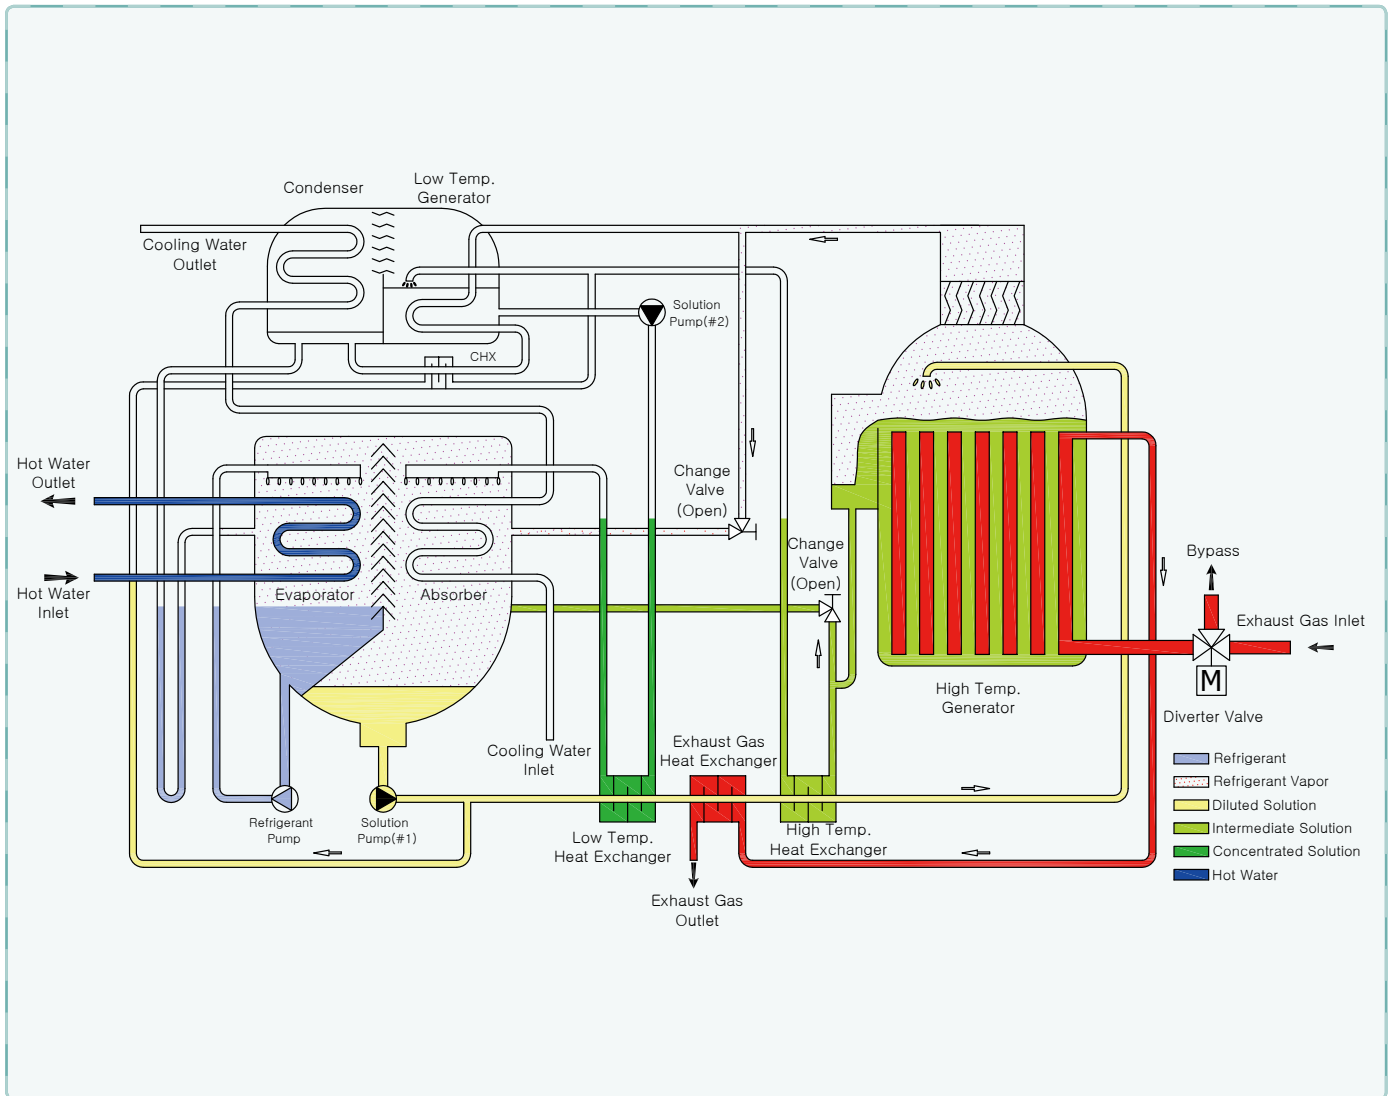 Condenser
Low Temp.
Generator
Cooling Water
Outlet
Solution
Pump(#2)
CHX
Hot Water
Outlet
Change
Valve
(Open)
Change
Valve
(Open)
Bypass
Hot Water
Inlet
Evaporator
Absorber
Exhaust Gas Inlet
M
High Temp.
Generator
Diverter Valve
Cooling Water
Inlet
Exhaust Gas
Heat Exchanger
Refrigerant
Refrigerant Vapor
Diluted Solution
Intermediate Solution
Concentrated Solution
Hot Water
Refrigerant
Pump
Solution
Pump(#1)
Low Temp.
Heat Exchanger
High Temp.
Heat Exchanger
Exhaust Gas
Outlet